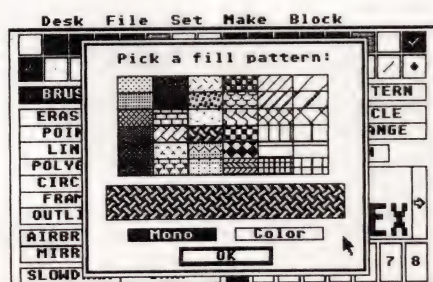 Desk File Set Make Block
Pick a fill pattern:
BRUS
TERN
ERAS
CLE
POIN
ANGE
LIN
POLYG
CIRC
FRAM
OUTLI
EX
AIRBR
Mono Color
MIRR
OK
7 8
SLOWD